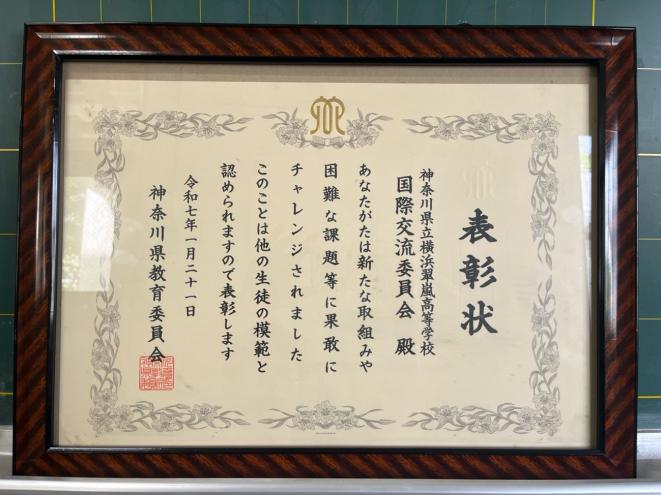 表彰状
神奈川県立横浜翠嵐高等学校
国際交流委員会 殿
あなたがたは新たな取組みや
困難な課題等に果敢に
チャレンジされました
このことは他の生徒の模範と
認められますので表彰します
令和七年一月二十一日
神奈川県教育委員会